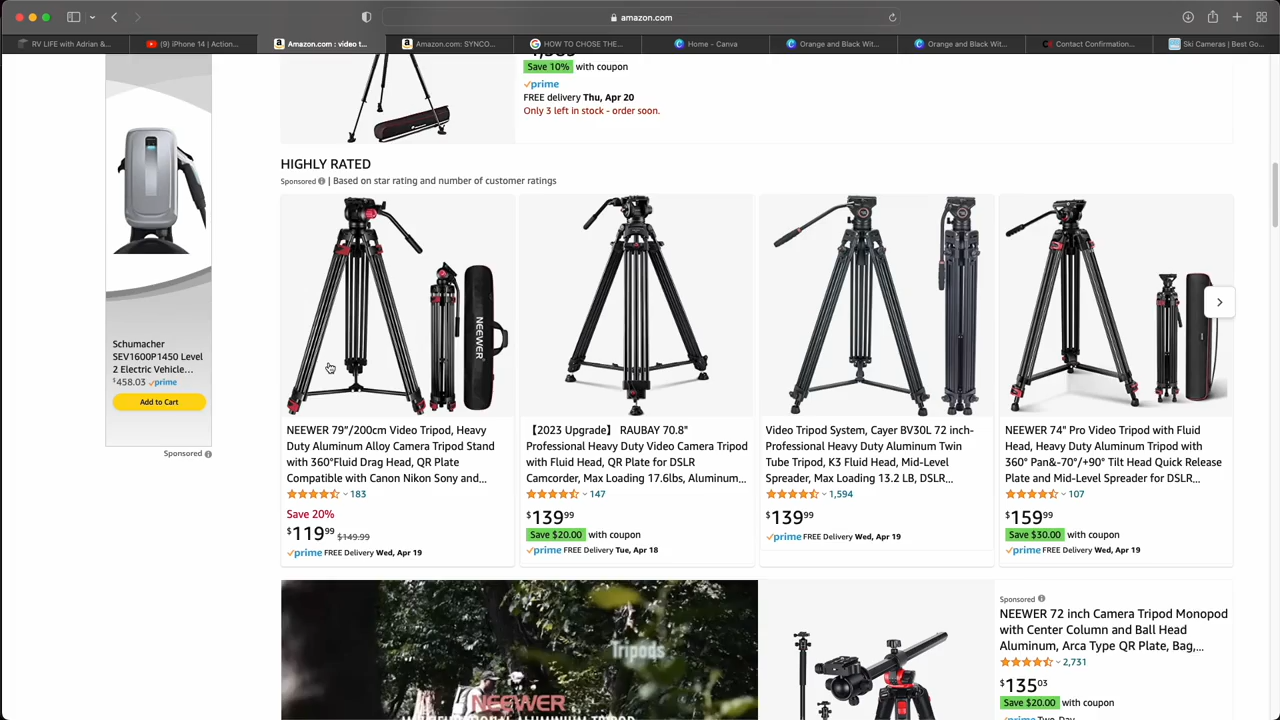 amazon.com
RV LIFE with Adrian &...
(9) iPhone 14 | Action...
Amazon.com : video t...
Amazon.com: SYNCO...
HOW TO CHOSE THE...
Home - Canva
Orange and Black Wit...
Orange and Black Wit...
Contact Confirmation...
Ski Cameras | Best Go...
Save 10% with coupon
prime
FREE delivery Thu, Apr 20
Only 3 left in stock - order soon.
Schumacher
SEV1600P1450 Level
2 Electric Vehicle...
$458.03 prime
Add to Cart
Sponsored
HIGHLY RATED
Sponsored | Based on star rating and number of customer ratings
NEEWER
NEEWER 79"/200cm Video Tripod, Heavy
Duty Aluminum Alloy Camera Tripod Stand
with 360°Fluid Drag Head, QR Plate
Compatible with Canon Nikon Sony and...
183
Save 20%
$119.99 $149.99
prime FREE Delivery Wed, Apr 19
【2023 Upgrade】 RAUBAY 70.8"
Professional Heavy Duty Video Camera Tripod
with Fluid Head, QR Plate for DSLR
Camcorder, Max Loading 17.6lbs, Aluminum...
147
$139.99
Save $20.00 with coupon
prime FREE Delivery Tue, Apr 18
Video Tripod System, Cayer BV30L 72 inch-
Professional Heavy Duty Aluminum Twin
Tube Tripod, K3 Fluid Head, Mid-Level
Spreader, Max Loading 13.2 LB, DSLR...
1,594
$139.99
prime FREE Delivery Wed, Apr 19
NEEWER 74" Pro Video Tripod with Fluid
Head, Heavy Duty Aluminum Tripod with
360° Pan&-70°/+90° Tilt Head Quick Release
Plate and Mid-Level Spreader for DSLR...
107
$159.99
Save $30.00 with coupon
prime FREE Delivery Wed, Apr 19
Tripods
NEEWER
Sponsored
NEEWER 72 inch Camera Tripod Monopod
with Center Column and Ball Head
Aluminum, Arca Type QR Plate, Bag,...
2,731
$135.03
Save $20.00 with coupon